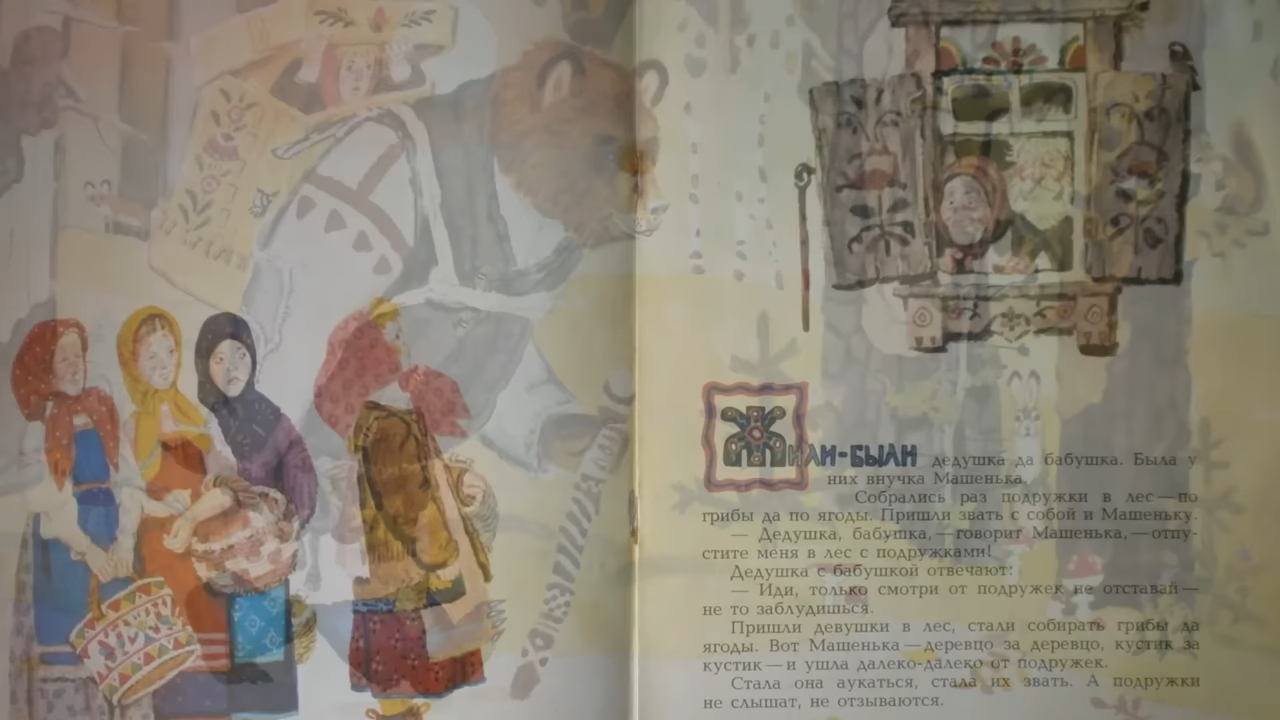 Жили-были дедушка да бабушка. Была у
них внучка Машенька.
Собрались раз подружки в лес — по
грибы да по ягоды. Пришли звать с собой и Машеньку.
— Дедушка, бабушка, — говорит Машенька, — отпу-
стите меня в лес с подружками!
Дедушка с бабушкой отвечают:
— Иди, только смотри от подружек не отставай —
не то заблудишься.
Пришли девушки в лес, стали собирать грибы да
ягоды. Вот Машенька — деревцо за деревцо, кустик за
кустик — и ушла далеко-далеко от подружек.
Стала она аукаться, стала их звать. А подружки
не слышат, не отзываются.